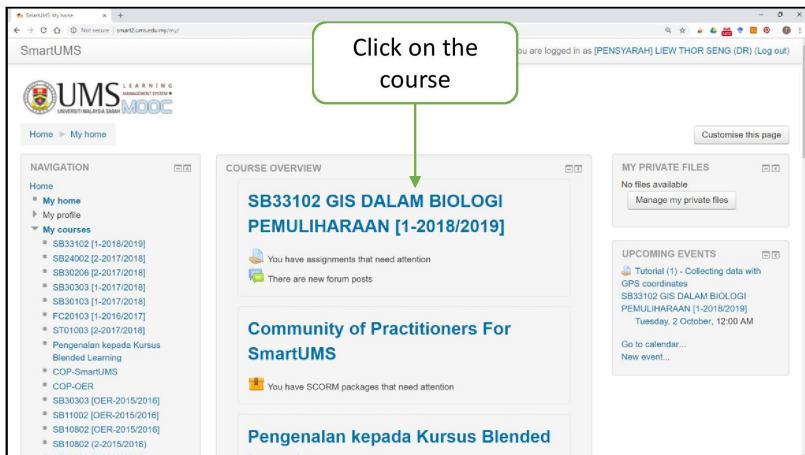 SmartUMS: My home
Not secure | smart2.ums.edu.my/my/
SmartUMS
Click on the
course
ou are logged in as [PENSYARAH] LIEW THOR SENG (DR) (Log out)
UMS
UNIVERSITI MALAYSIA SABAH
LEARNING
MANAGEMENT SYSTEM
MOOC
Home
My home
Customise this page
NAVIGATION
Home
My home
My profile
My courses
SB33102 [1-2018/2019]
SB24002 [2-2017/2018]
SB30206 [2-2017/2018]
SB30303 [1-2017/2018]
SB30103 [1-2017/2018]
FC20103 [1-2016/2017]
ST01003 [2-2017/2018]
Pengenalan kepada Kursus
Blended Learning
COP-SmartUMS
COP-OER
SB30303 [OER-2015/2016]
SB11002 [OER-2015/2016]
SB10802 [OER-2015/2016]
SB10802 (2-2015/2016)
COURSE OVERVIEW
SB33102 GIS DALAM BIOLOGI
PEMULIHARAAN [1-2018/2019]
You have assignments that need attention
There are new forum posts
Community of Practitioners For
SmartUMS
You have SCORM packages that need attention
Pengenalan kepada Kursus Blended
MY PRIVATE FILES
No files available
Manage my private files
UPCOMING EVENTS
Tutorial (1) - Collecting data with
GPS coordinates
SB33102 GIS DALAM BIOLOGI
PEMULIHARAAN [1-2018/2019]
Tuesday, 2 October, 12:00 AM
Go to calendar...
New event...